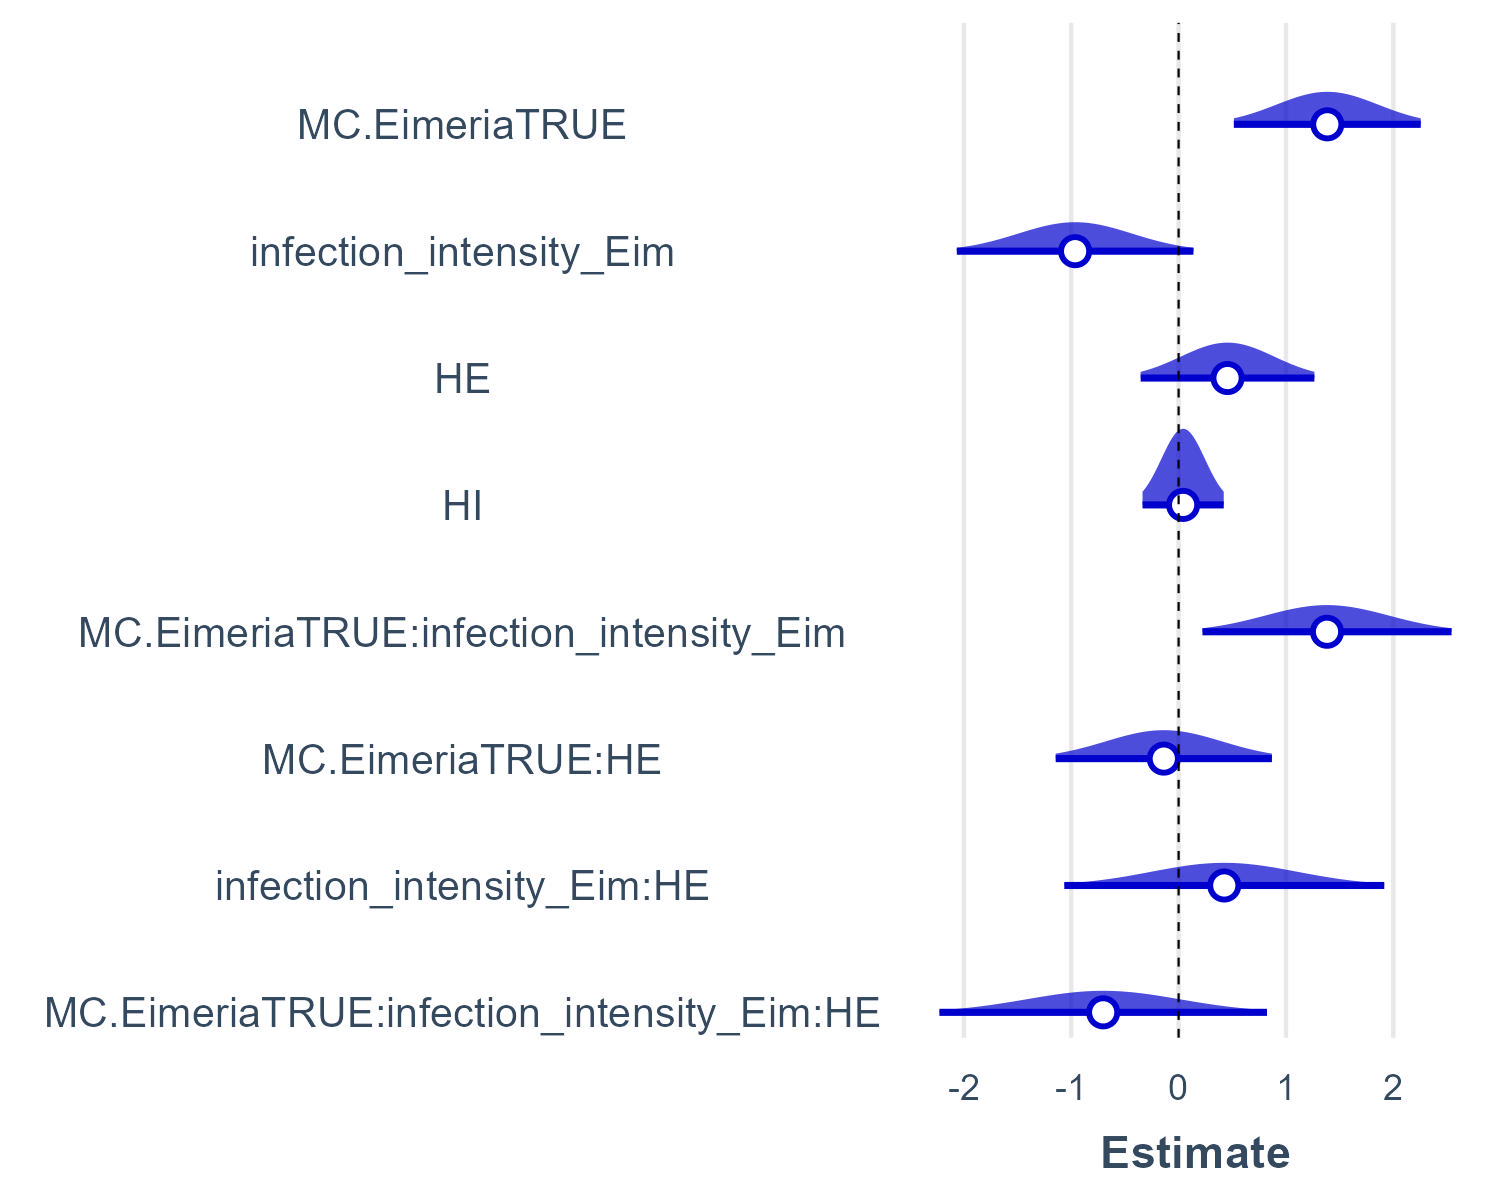 MC.EimeriaTRUE
infection_intensity_Eim
HE
HI
MC.EimeriaTRUE:infection_intensity_Eim
MC.EimeriaTRUE:HE
infection_intensity_Eim:HE
MC.EimeriaTRUE:infection_intensity_Eim:HE
-2 -1 0 1 2
Estimate